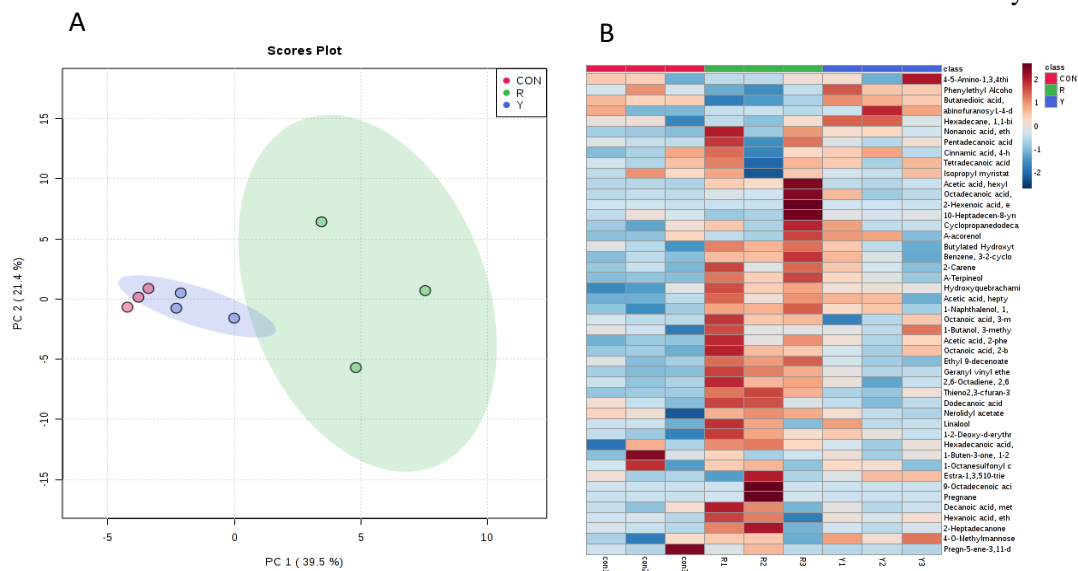 y
A
B
Scores Plot
CON
R
Y
PC 2 ( 21.4 %)
15
10
5
0
-5
-10
-15
-5
0
5
10
PC 1 ( 39.5 %)
class
4-5-Amino-1,3,4thi
Phenylethyl Alcoho
Butanedioic acid,
abinofuranosyl-4-d
Hexadecane, 1,1-bi
Nonanoic acid, eth
Pentadecanoic acid
Cinnamic acid, 4-h
Tetradecanoic acid
Isopropyl myristat
Acetic acid, hexyl
Octadecanoic acid,
2-Hexenoic acid, e
10-Heptadecen-8-yn
Cyclopropanedodeca
A-acorenol
Butylated Hydroxyt
Benzene, 3-2-cyclo
2-Carene
A-Terpineol
Hydroxyquebrachami
Acetic acid, hepty
1-Naphthalenol, 1,
Octanoic acid, 3-m
1-Butanol, 3-methy
Acetic acid, 2-phe
Octanoic acid, 2-b
Ethyl 9-decenoate
Geranyl vinyl ethe
2,6-Octadiene, 2,6
Thieno2,3-cfuran-3
Dodecanoic acid
Nerolidyl acetate
Linalool
1-2-Deoxy-d-erythr
Hexadecanoic acid,
1-Buten-3-one, 1-2
1-Octanesulfonyl c
Estra-1,3,510-trie
9-Octadecenoic aci
Pregnane
Decanoic acid, met
Hexanoic acid, eth
2-Heptadecanone
4-O-Methylmannose
Pregn-5-ene-3,11-d
con1
con2
con3
R1
R2
R3
Y1
Y2
Y3
2
1
0
-1
-2
class
CON
R
Y